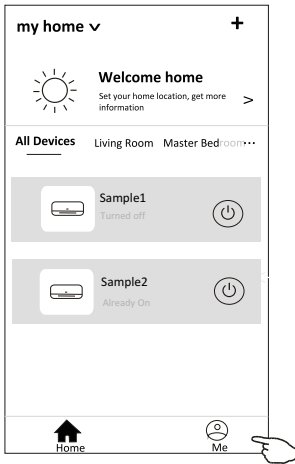 my home
Welcome home
Set your home location, get more
information
All Devices Living Room Master Bedroom...
Sample1
Turned off
Sample2
Already On
Home
Me